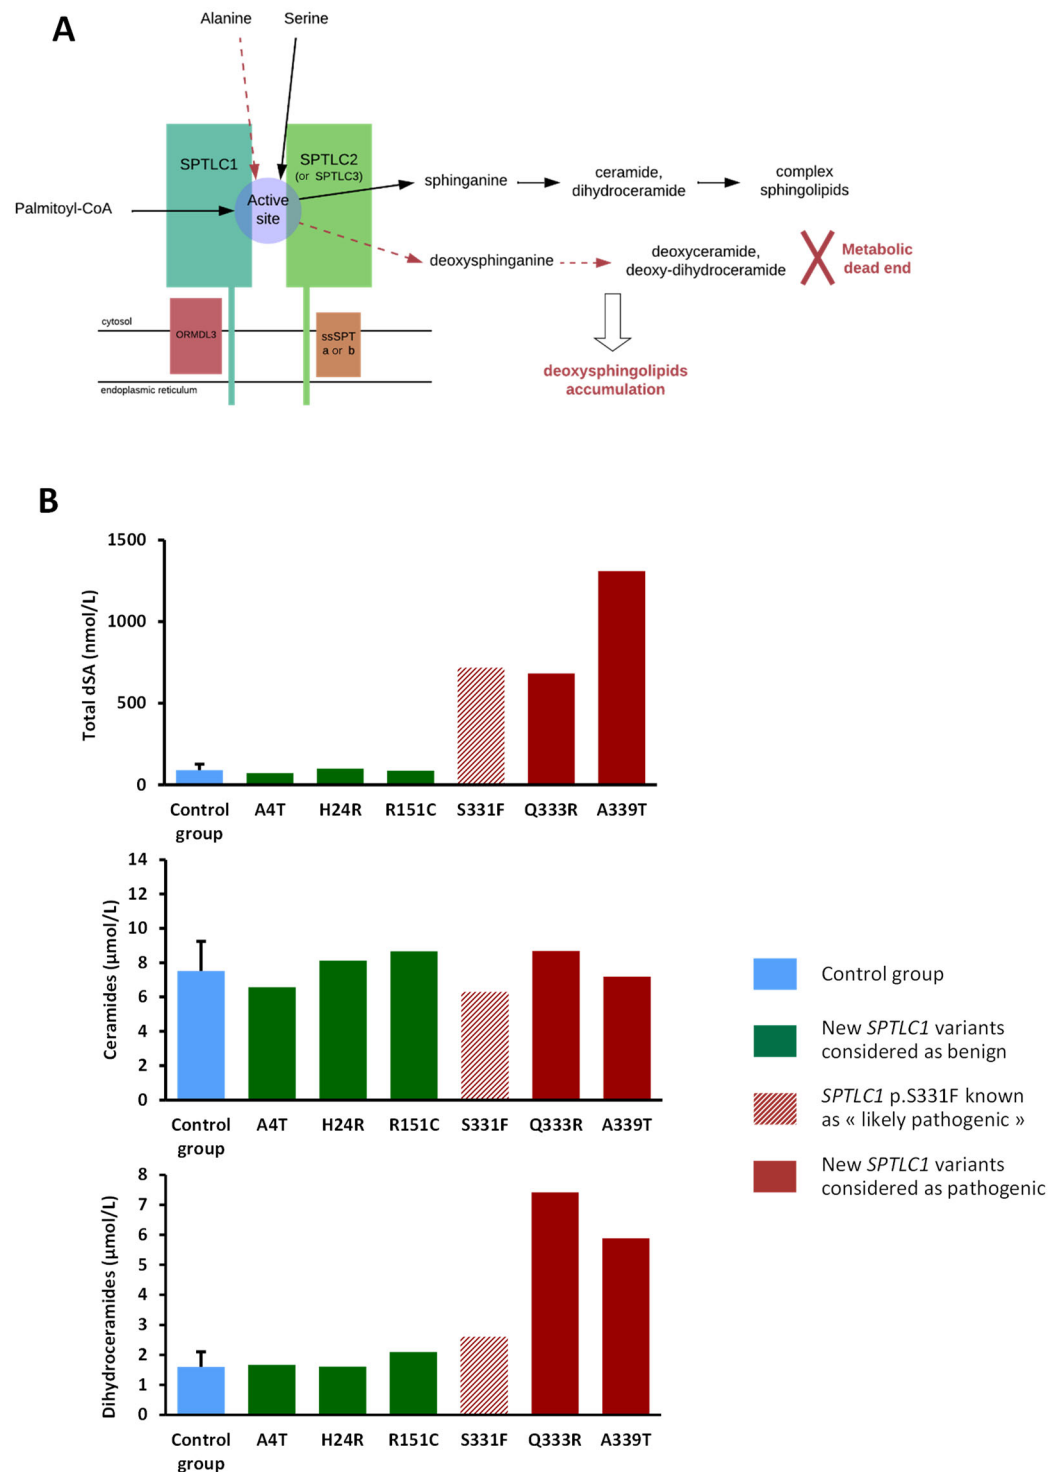 A
Alanine
Serine
SPTLC1
SPTLC2
(or SPTLC3)
Active
site
Palmitoyl-CoA
sphinganine
ceramide,
dihydroceramide
complex
sphingolipids
deoxysphinganine
deoxyceramide,
deoxy-dihydroceramide
Metabolic
dead end
cytosol
ORMDL3
ssSPT
a or b
endoplasmic reticulum
deoxysphingolipids
accumulation
B
Total dSA (nmol/L)
1500
1000
500
0
Control
group
A4T
H24R
R151C
S331F
Q333R
A339T
Ceramides (µmol/L)
14
12
10
8
6
4
2
0
Control
group
A4T
H24R
R151C
S331F
Q333R
A339T
Dihydroceramides (µmol/L)
8
7
6
5
4
3
2
1
0
Control
group
A4T
H24R
R151C
S331F
Q333R
A339T
Control group
New SPTLC1 variants
considered as benign
SPTLC1 p.S331F known
as « likely pathogenic »
New SPTLC1 variants
considered as pathogenic